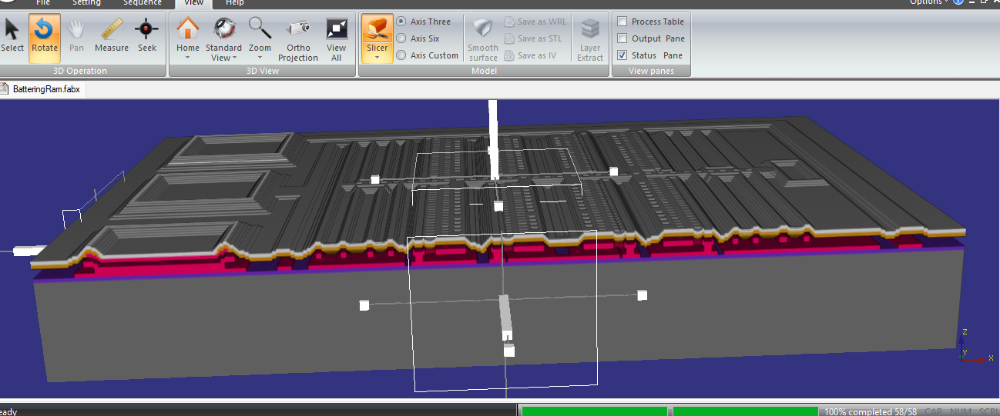 File Setting Sequence View Help Options
Select Rotate Pan Measure Seek
3D Operation
Home Standard View Zoom Ortho Projection View All
3D View
Slicer
Axis Three
Axis Six
Axis Custom
Smooth surface
Save as WRL
Save as STL
Save as IV
Layer Extract
Model
Process Table
Output Pane
Status Pane
View panes
BatteringRam.fabx
Z
Y
X
eady 100% completed 58/58 CAP NUM SCRL